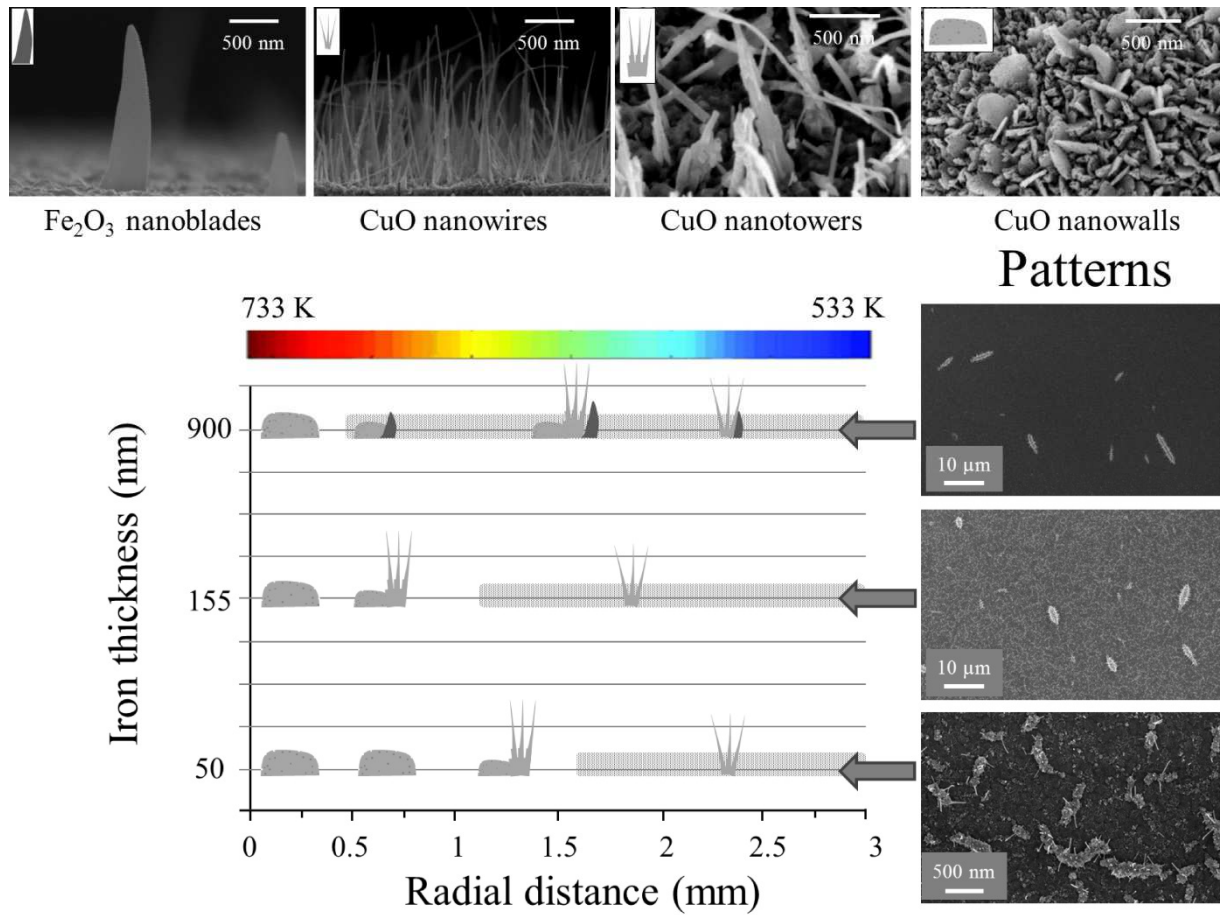 500 nm
500 nm
500 nm
500 nm
Fe₂O₃ nanoblades
CuO nanowires
CuO nanotowers
CuO nanowalls
Patterns
733 K
533 K
10 µm
10 µm
500 nm
Iron thickness (nm)
900
155
50
0
0.5
1
1.5
2
2.5
3
Radial distance (mm)